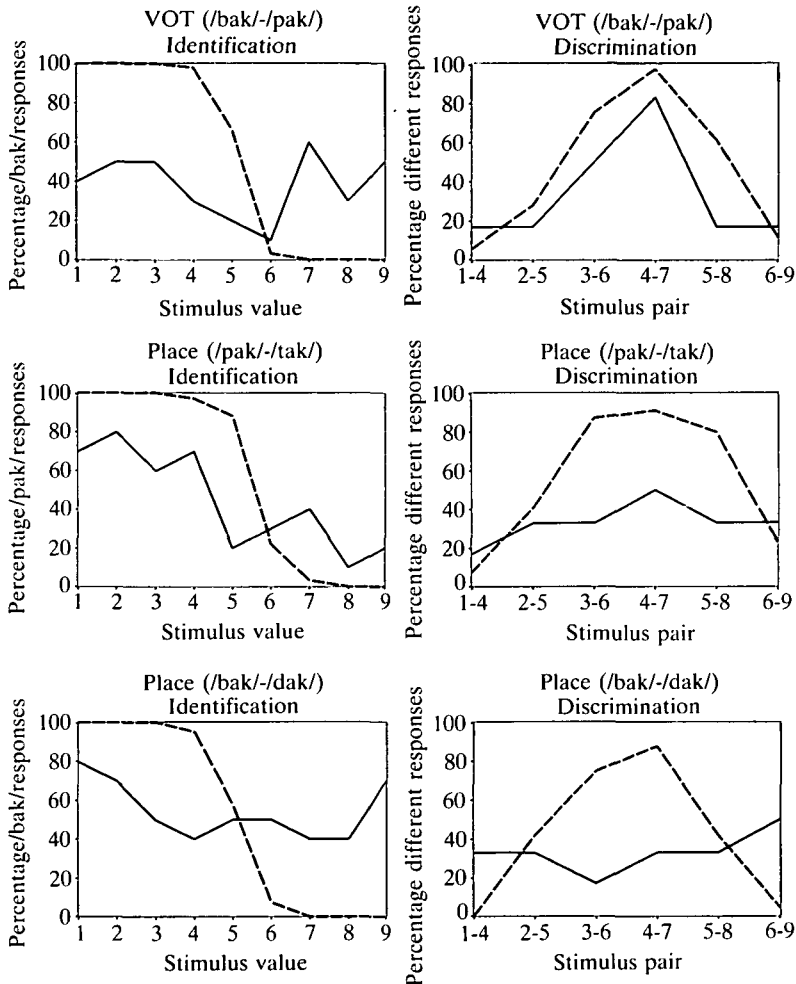 VOT (/bak/-/pak/)
Identification
Percentage/bak/responses
100
80
60
40
20
0
1 2 3 4 5 6 7 8 9
Stimulus value
VOT (/bak/-/pak/)
Discrimination
Percentage different responses
100
80
60
40
20
0
1-4 2-5 3-6 4-7 5-8 6-9
Stimulus pair
Place (/pak/-/tak/)
Identification
Percentage/pak/responses
100
80
60
40
20
0
1 2 3 4 5 6 7 8 9
Stimulus value
Place (/pak/-/tak/)
Discrimination
Percentage different responses
100
80
60
40
20
0
1-4 2-5 3-6 4-7 5-8 6-9
Stimulus pair
Place (/bak/-/dak/)
Identification
Percentage/bak/responses
100
80
60
40
20
0
1 2 3 4 5 6 7 8 9
Stimulus value
Place (/bak/-/dak/)
Discrimination
Percentage different responses
100
80
60
40
20
0
1-4 2-5 3-6 4-7 5-8 6-9
Stimulus pair